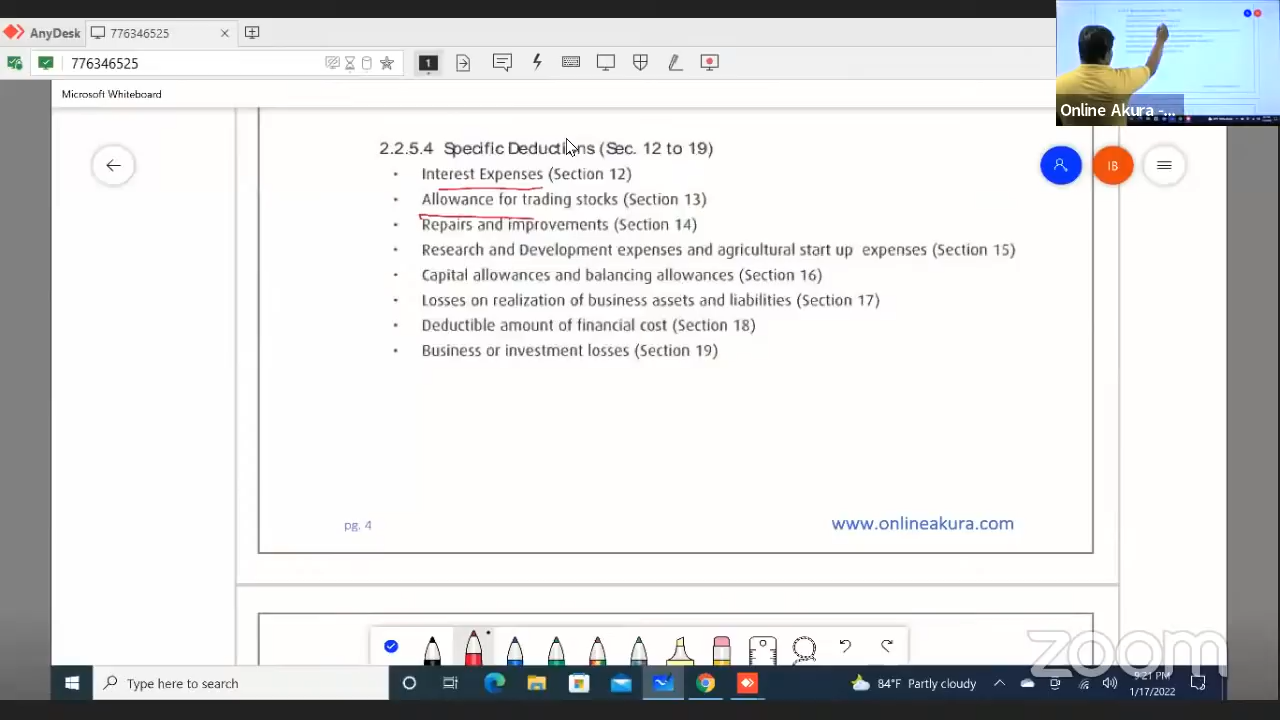 AnyDesk
776346525
776346525
1
Microsoft Whiteboard
Online Akura -...
IB
2.2.5.4 Specific Deductions (Sec. 12 to 19)
• Interest Expenses (Section 12)
• Allowance for trading stocks (Section 13)
• Repairs and improvements (Section 14)
• Research and Development expenses and agricultural start up expenses (Section 15)
• Capital allowances and balancing allowances (Section 16)
• Losses on realization of business assets and liabilities (Section 17)
• Deductible amount of financial cost (Section 18)
• Business or investment losses (Section 19)
pg. 4
www.onlineakura.com
zoom
Type here to search
84°F Partly cloudy
9:21 PM
1/17/2022